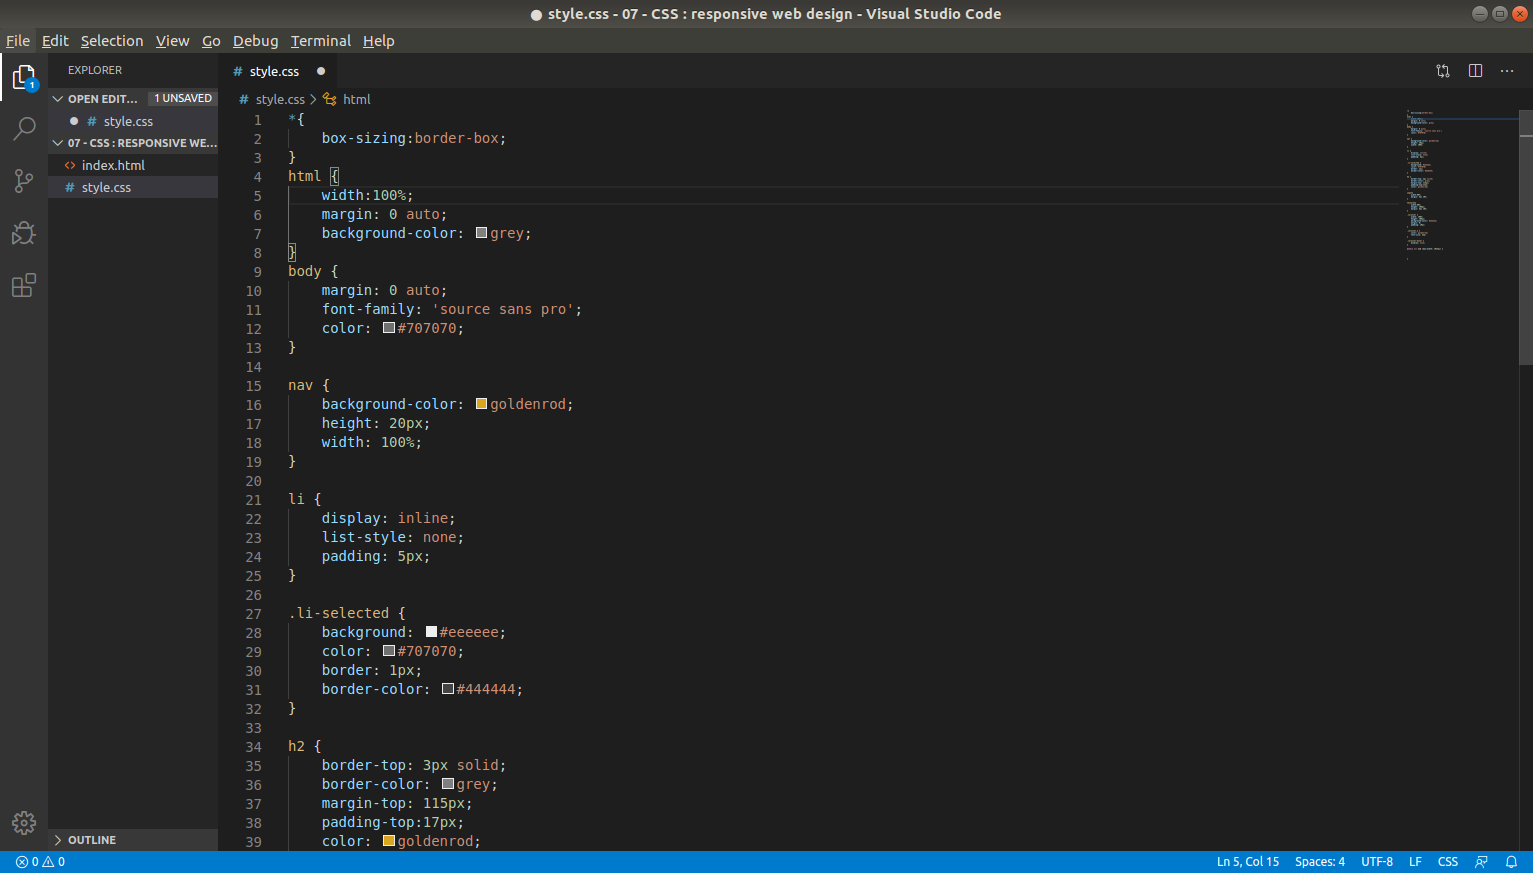 ● style.css - 07 - CSS : responsive web design - Visual Studio Code
File Edit Selection View Go Debug Terminal Help
EXPLORER
OPEN EDIT... 1 UNSAVED
● # style.css
07 - CSS : RESPONSIVE WE...
<> index.html
# style.css
OUTLINE
1
# style.css ●
# style.css > html
1 *{
2     box-sizing:border-box;
3 }
4 html {
5     width:100%;
6     margin: 0 auto;
7     background-color: grey;
8 }
9 body {
10     margin: 0 auto;
11     font-family: 'source sans pro';
12     color: #707070;
13 }
14
15 nav {
16     background-color: goldenrod;
17     height: 20px;
18     width: 100%;
19 }
20
21 li {
22     display: inline;
23     list-style: none;
24     padding: 5px;
25 }
26
27 .li-selected {
28     background: #eeeeee;
29     color: #707070;
30     border: 1px;
31     border-color: #444444;
32 }
33
34 h2 {
35     border-top: 3px solid;
36     border-color: grey;
37     margin-top: 115px;
38     padding-top:17px;
39     color: goldenrod;
0 0 Ln 5, Col 15 Spaces: 4 UTF-8 LF CSS